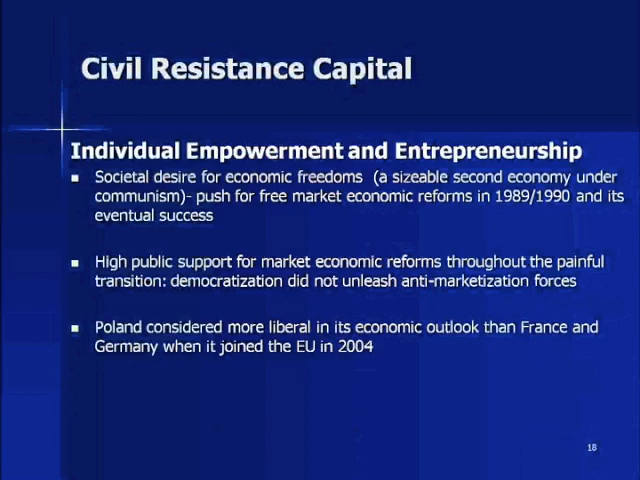 Civil Resistance Capital
Individual Empowerment and Entrepreneurship
Societal desire for economic freedoms (a sizeable second economy under
communism)- push for free market economic reforms in 1989/1990 and its
eventual success
High public support for market economic reforms throughout the painful
transition: democratization did not unleash anti-marketization forces
Poland considered more liberal in its economic outlook than France and
Germany when it joined the EU in 2004
18